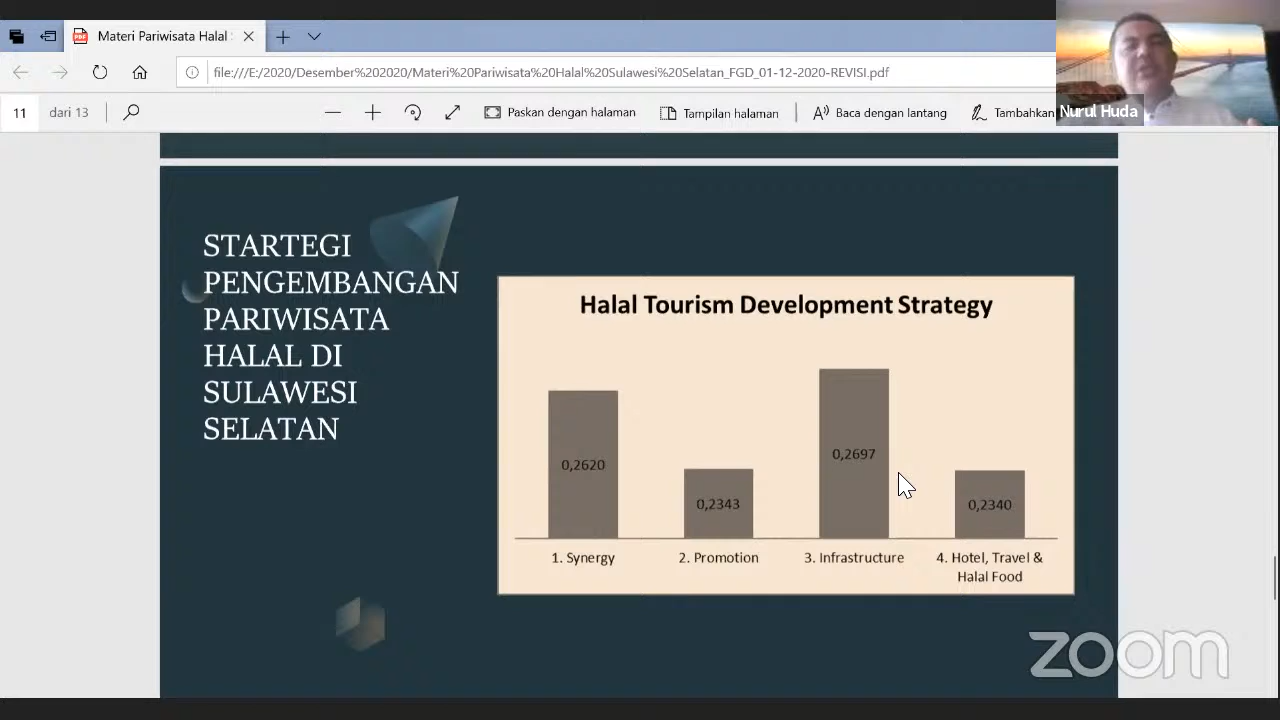 Materi Pariwisata Halal
file:///E:/2020/Desember%202020/Materi%20Pariwisata%20Halal%20Sulawesi%20Selatan_FGD_01-12-2020-REVISI.pdf
11 dari 13
Paskan dengan halaman
Tampilan halaman
Baca dengan lantang
Tambahkan
Nurul Huda
STARTEGI
PENGEMBANGAN
PARIWISATA
HALAL DI
SULAWESI
SELATAN
Halal Tourism Development Strategy
0,2620
0,2343
0,2697
0,2340
1. Synergy
2. Promotion
3. Infrastructure
4. Hotel, Travel &
Halal Food
zoom